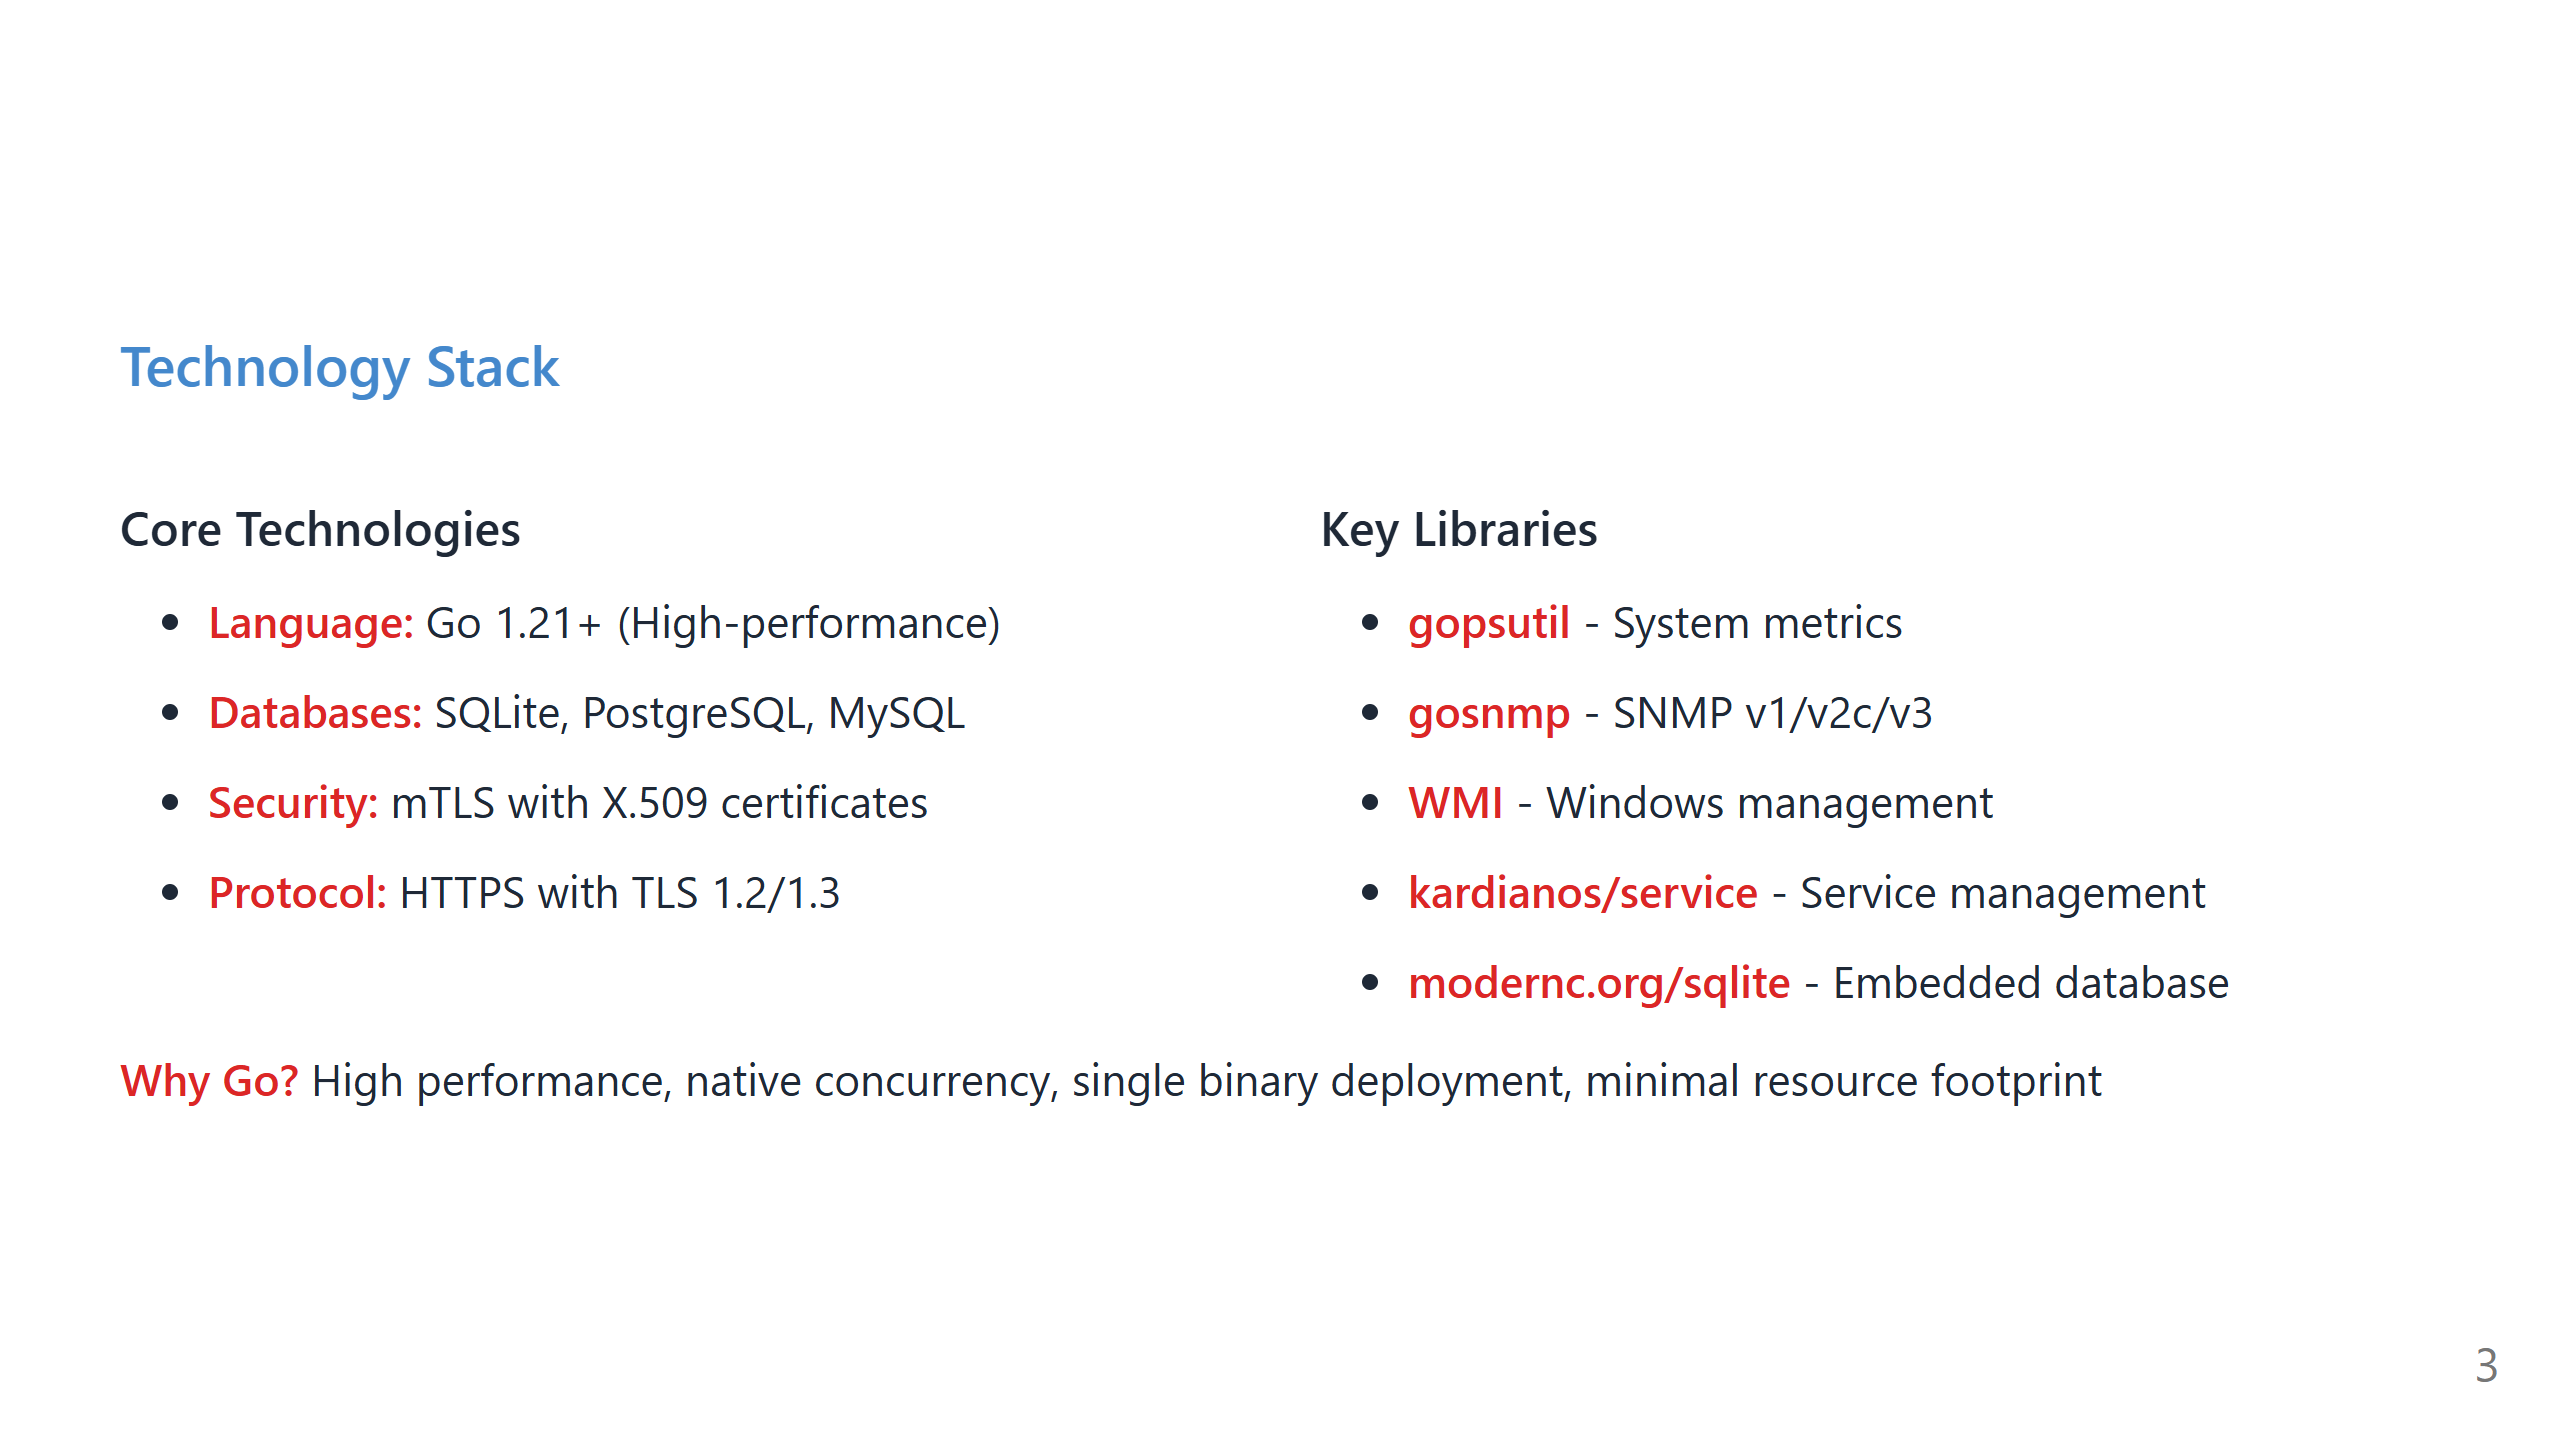 Technology Stack
Core Technologies
• Language: Go 1.21+ (High-performance)
• Databases: SQLite, PostgreSQL, MySQL
• Security: mTLS with X.509 certificates
• Protocol: HTTPS with TLS 1.2/1.3
Key Libraries
• gopsutil - System metrics
• gosnmp - SNMP v1/v2c/v3
• WMI - Windows management
• kardianos/service - Service management
• modernc.org/sqlite - Embedded database
Why Go? High performance, native concurrency, single binary deployment, minimal resource footprint
3